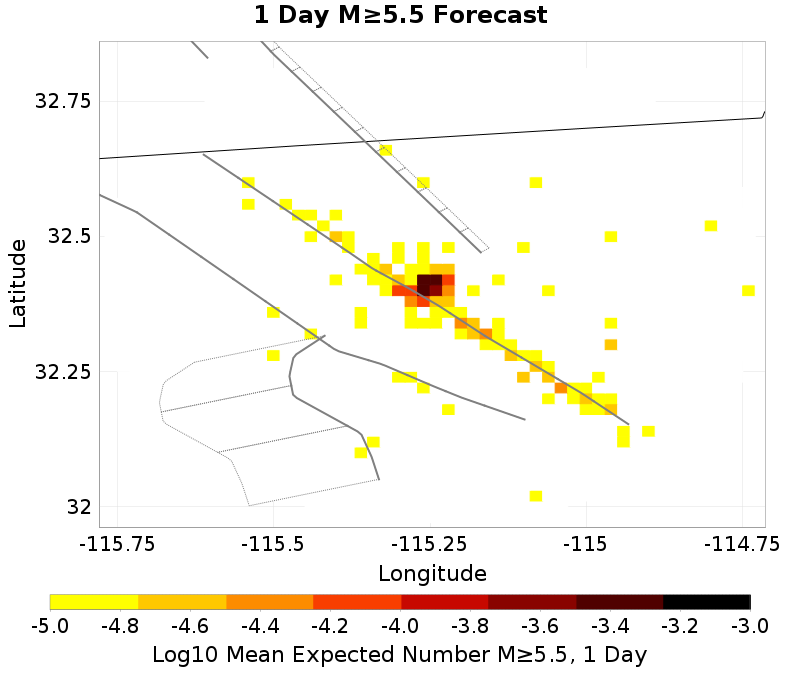 1 Day M≥5.5 Forecast
32.75
32.5
32.25
32
Latitude
-115.75 -115.5 -115.25 -115 -114.75
Longitude
-5.0 -4.8 -4.6 -4.4 -4.2 -4.0 -3.8 -3.6 -3.4 -3.2 -3.0
Log10 Mean Expected Number M≥5.5, 1 Day